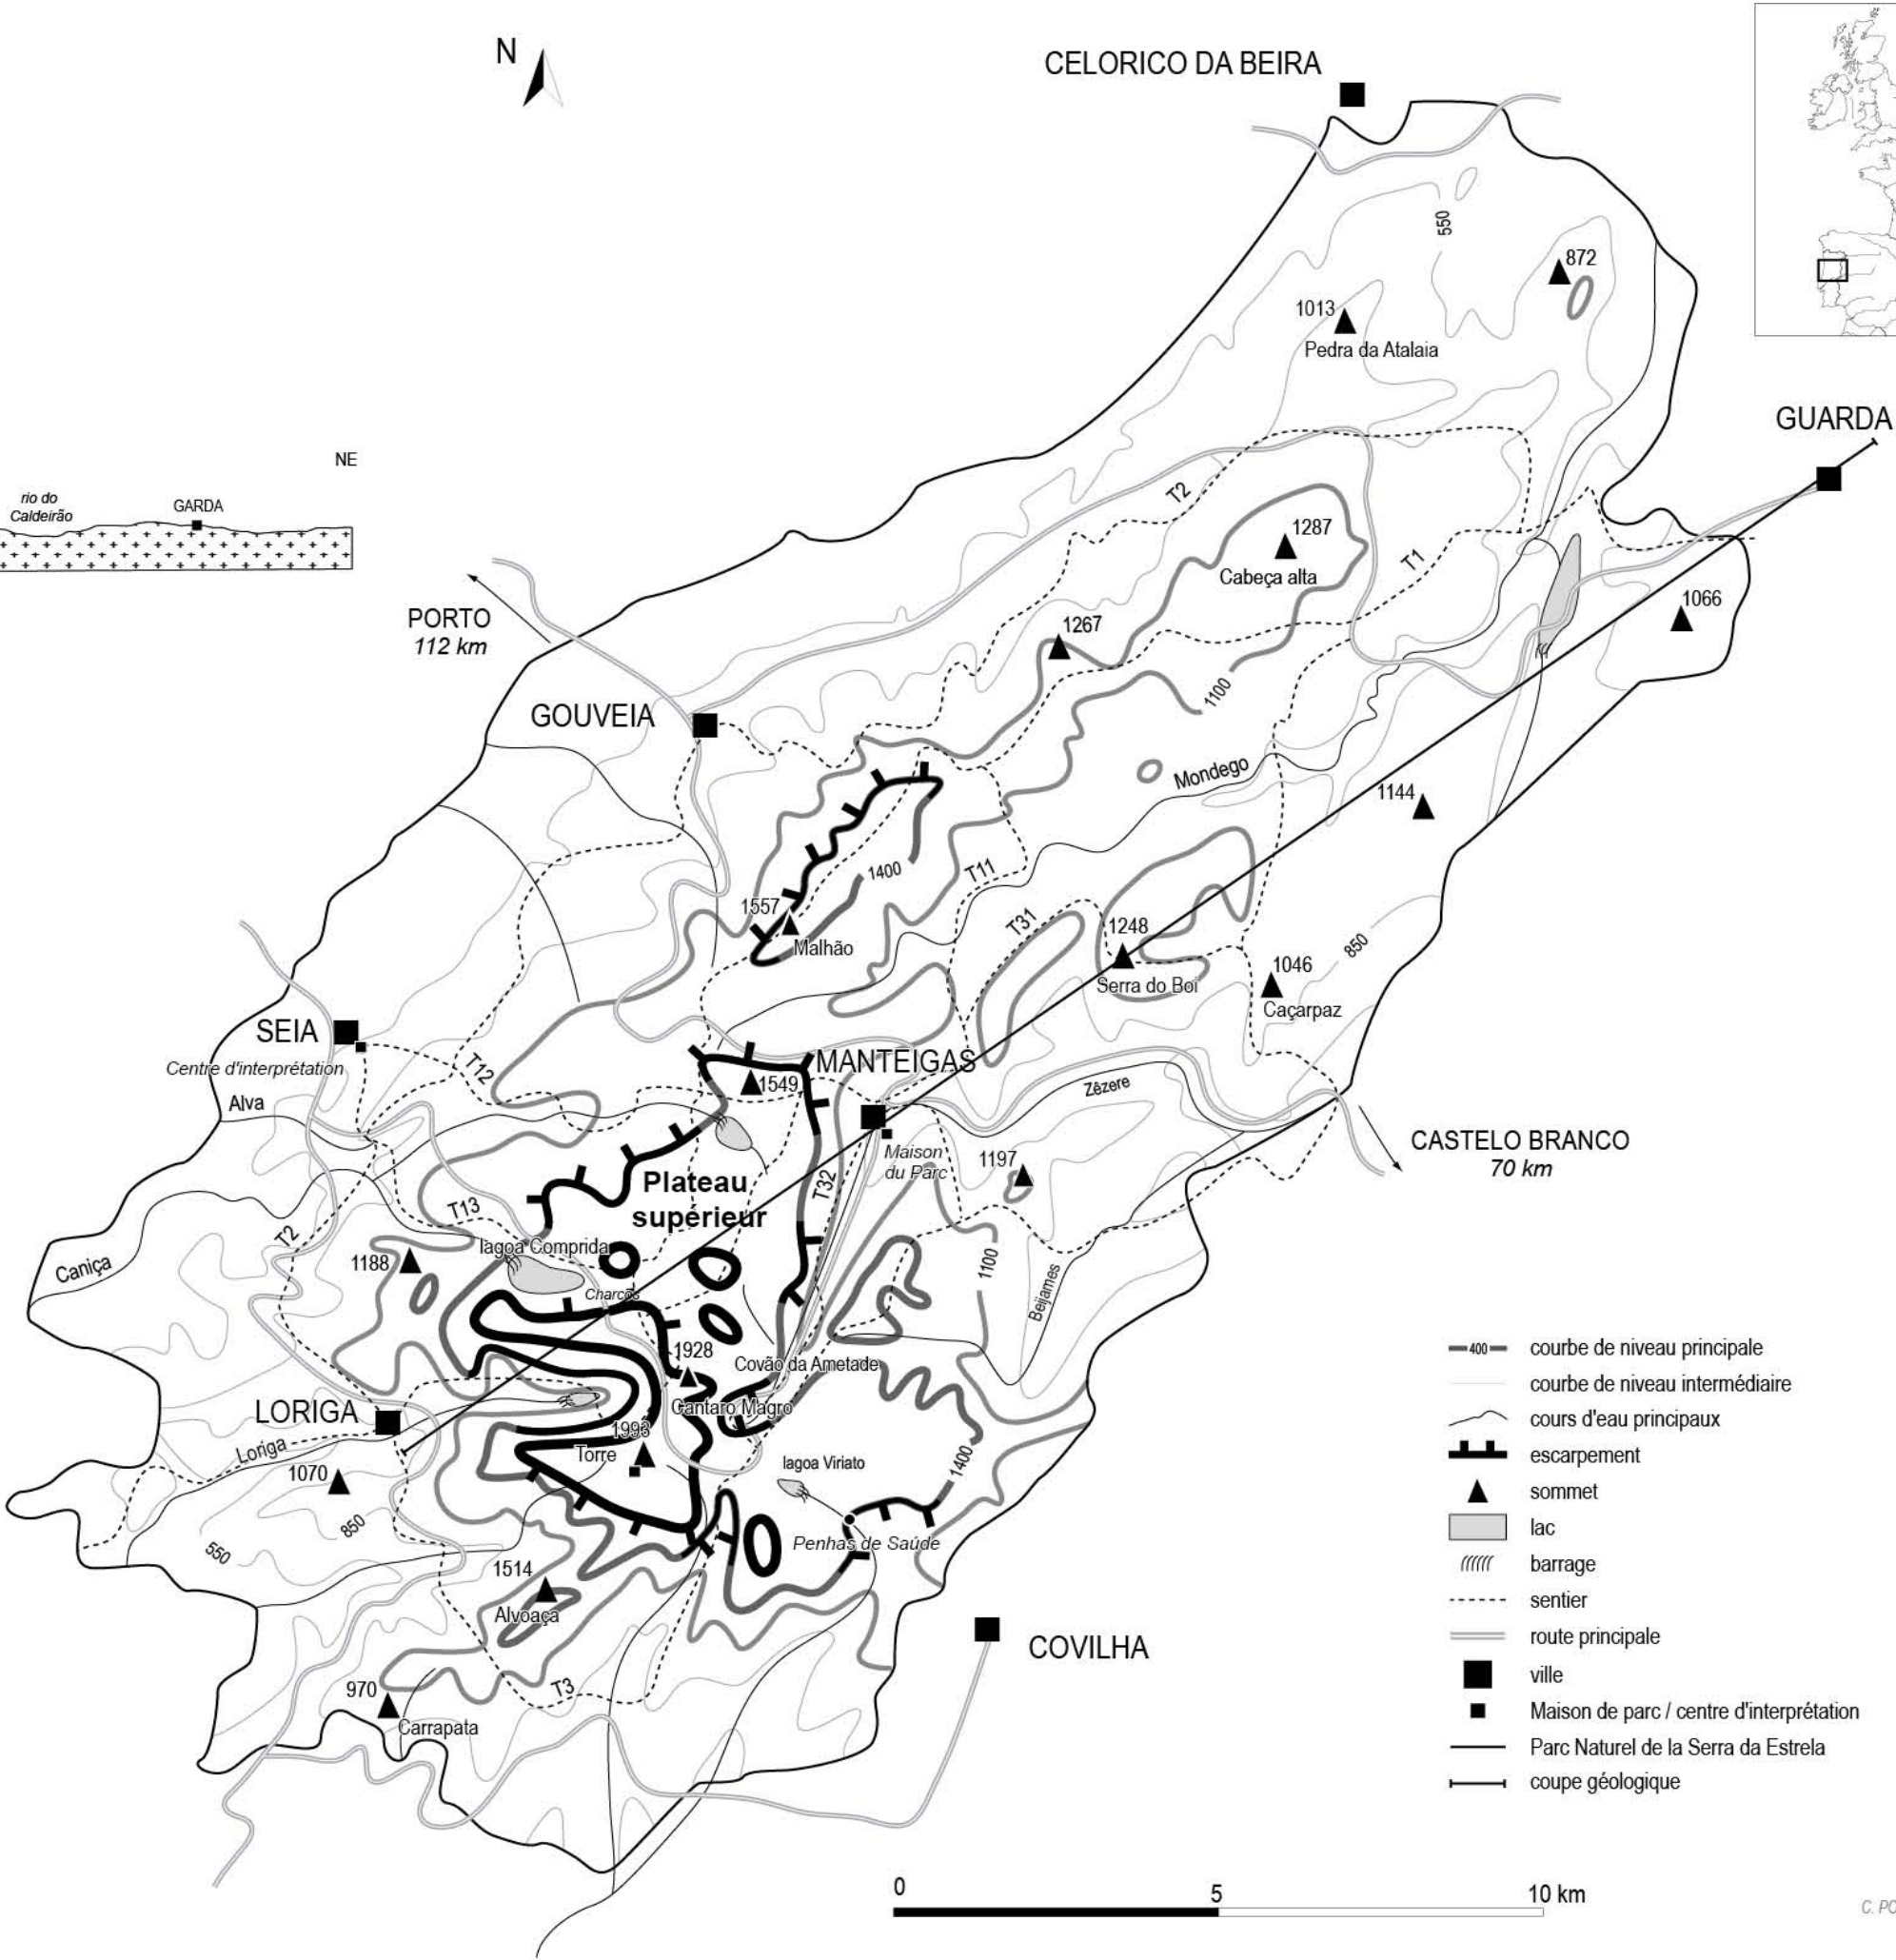 N
CELORICO DA BEIRA
550
872
1013
Pedra da Atalaia
GUARDA
NE
rio do
Caldeirão
GARDA
T2
1287
Cabeça alta
T1
PORTO
112 km
1267
1066
GOUVEIA
1100
Mondego
1144
1400
T11
1557
Malhão
T31
1248
Serra do Boi
850
1046
Caçarpaz
SEIA
Centre d'interprétation
T12
MANTEIGAS
1549
Zêzere
Alva
CASTELO BRANCO
70 km
Maison
du Parc
1197
Plateau
supérieur
T32
T13
T2
lagoa Comprida
1188
Caniça
Charcos
1100
Beijames
1928
Covão da Ametade
Cantaro Magro
LORIGA
Loriga
1993
Torre
1070
lagoa Viriato
1400
850
550
Penhas de Saúde
1514
Alvoaça
COVILHA
T3
970
Carrapata
400 courbe de niveau principale
courbe de niveau intermédiaire
cours d'eau principaux
escarpement
sommet
lac
barrage
sentier
route principale
ville
Maison de parc / centre d'interprétation
Parc Naturel de la Serra da Estrela
coupe géologique
0 5 10 km
C. PO